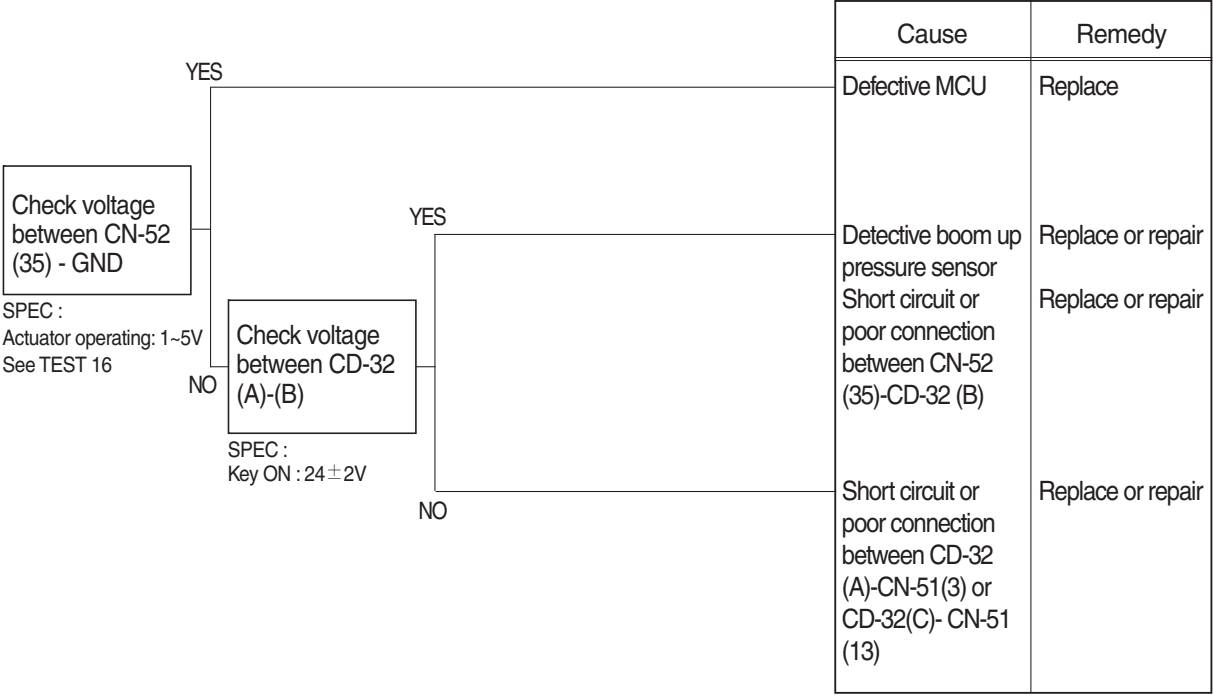 Cause
Remedy
YES
Defective MCU
Replace
Check voltage
between CN-52
(35) - GND
SPEC :
Actuator operating: 1~5V
See TEST 16
NO
YES
Detective boom up
pressure sensor
Replace or repair
Short circuit or
poor connection
between CN-52
(35)-CD-32 (B)
Replace or repair
Check voltage
between CD-32
(A)-(B)
SPEC :
Key ON : 24±2V
NO
Short circuit or
poor connection
between CD-32
(A)-CN-51(3) or
CD-32(C)- CN-51
(13)
Replace or repair